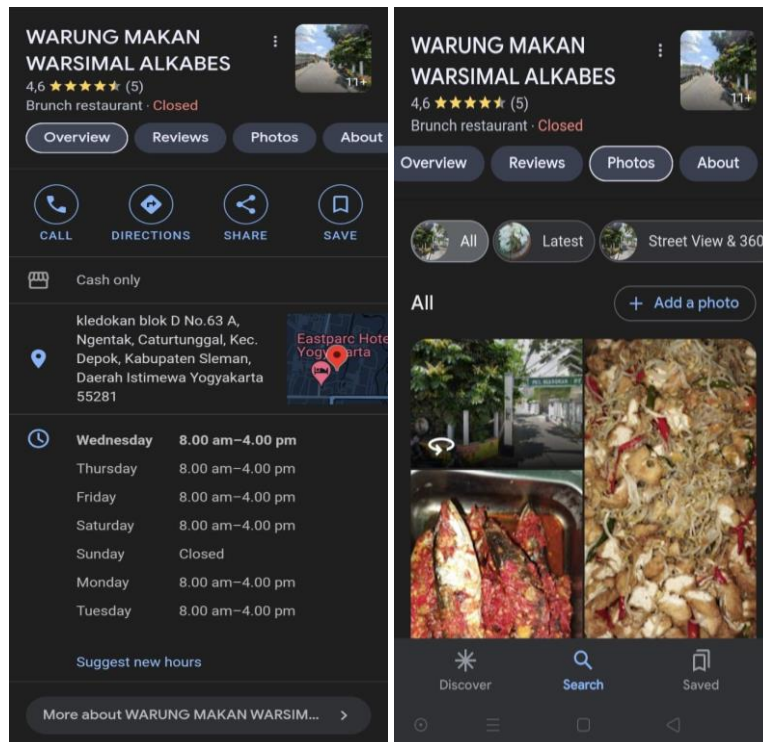 WARUNG MAKAN
WARSIMAL ALKABES
4,6 ★★★★★ (5)
11+
Brunch restaurant · Closed
Overview Reviews Photos About
CALL DIRECTIONS SHARE SAVE
Cash only
kledokan blok D No.63 A,
Ngentak, Caturtunggal, Kec.
Depok, Kabupaten Sleman,
Daerah Istimewa Yogyakarta
55281
Eastparc Hote
Yogy arta
Wednesday 8.00 am–4.00 pm
Thursday 8.00 am–4.00 pm
Friday 8.00 am–4.00 pm
Saturday 8.00 am–4.00 pm
Sunday Closed
Monday 8.00 am–4.00 pm
Tuesday 8.00 am–4.00 pm
Suggest new hours
More about WARUNG MAKAN WARSIM...
WARUNG MAKAN
WARSIMAL ALKABES
4,6 ★★★★★ (5)
11+
Brunch restaurant · Closed
Overview Reviews Photos About
All Latest Street View & 360
All
+ Add a photo
Discover Search Saved